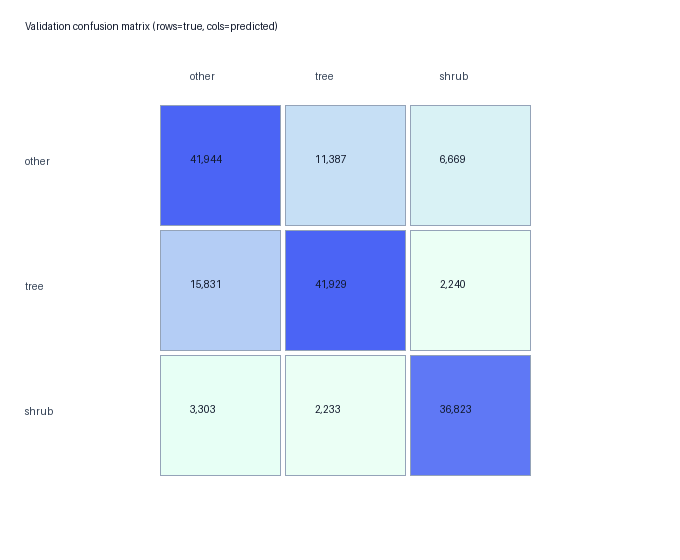 Validation confusion matrix (rows=true, cols=predicted)
other tree shrub
other 41,944 11,387 6,669
tree 15,831 41,929 2,240
shrub 3,303 2,233 36,823